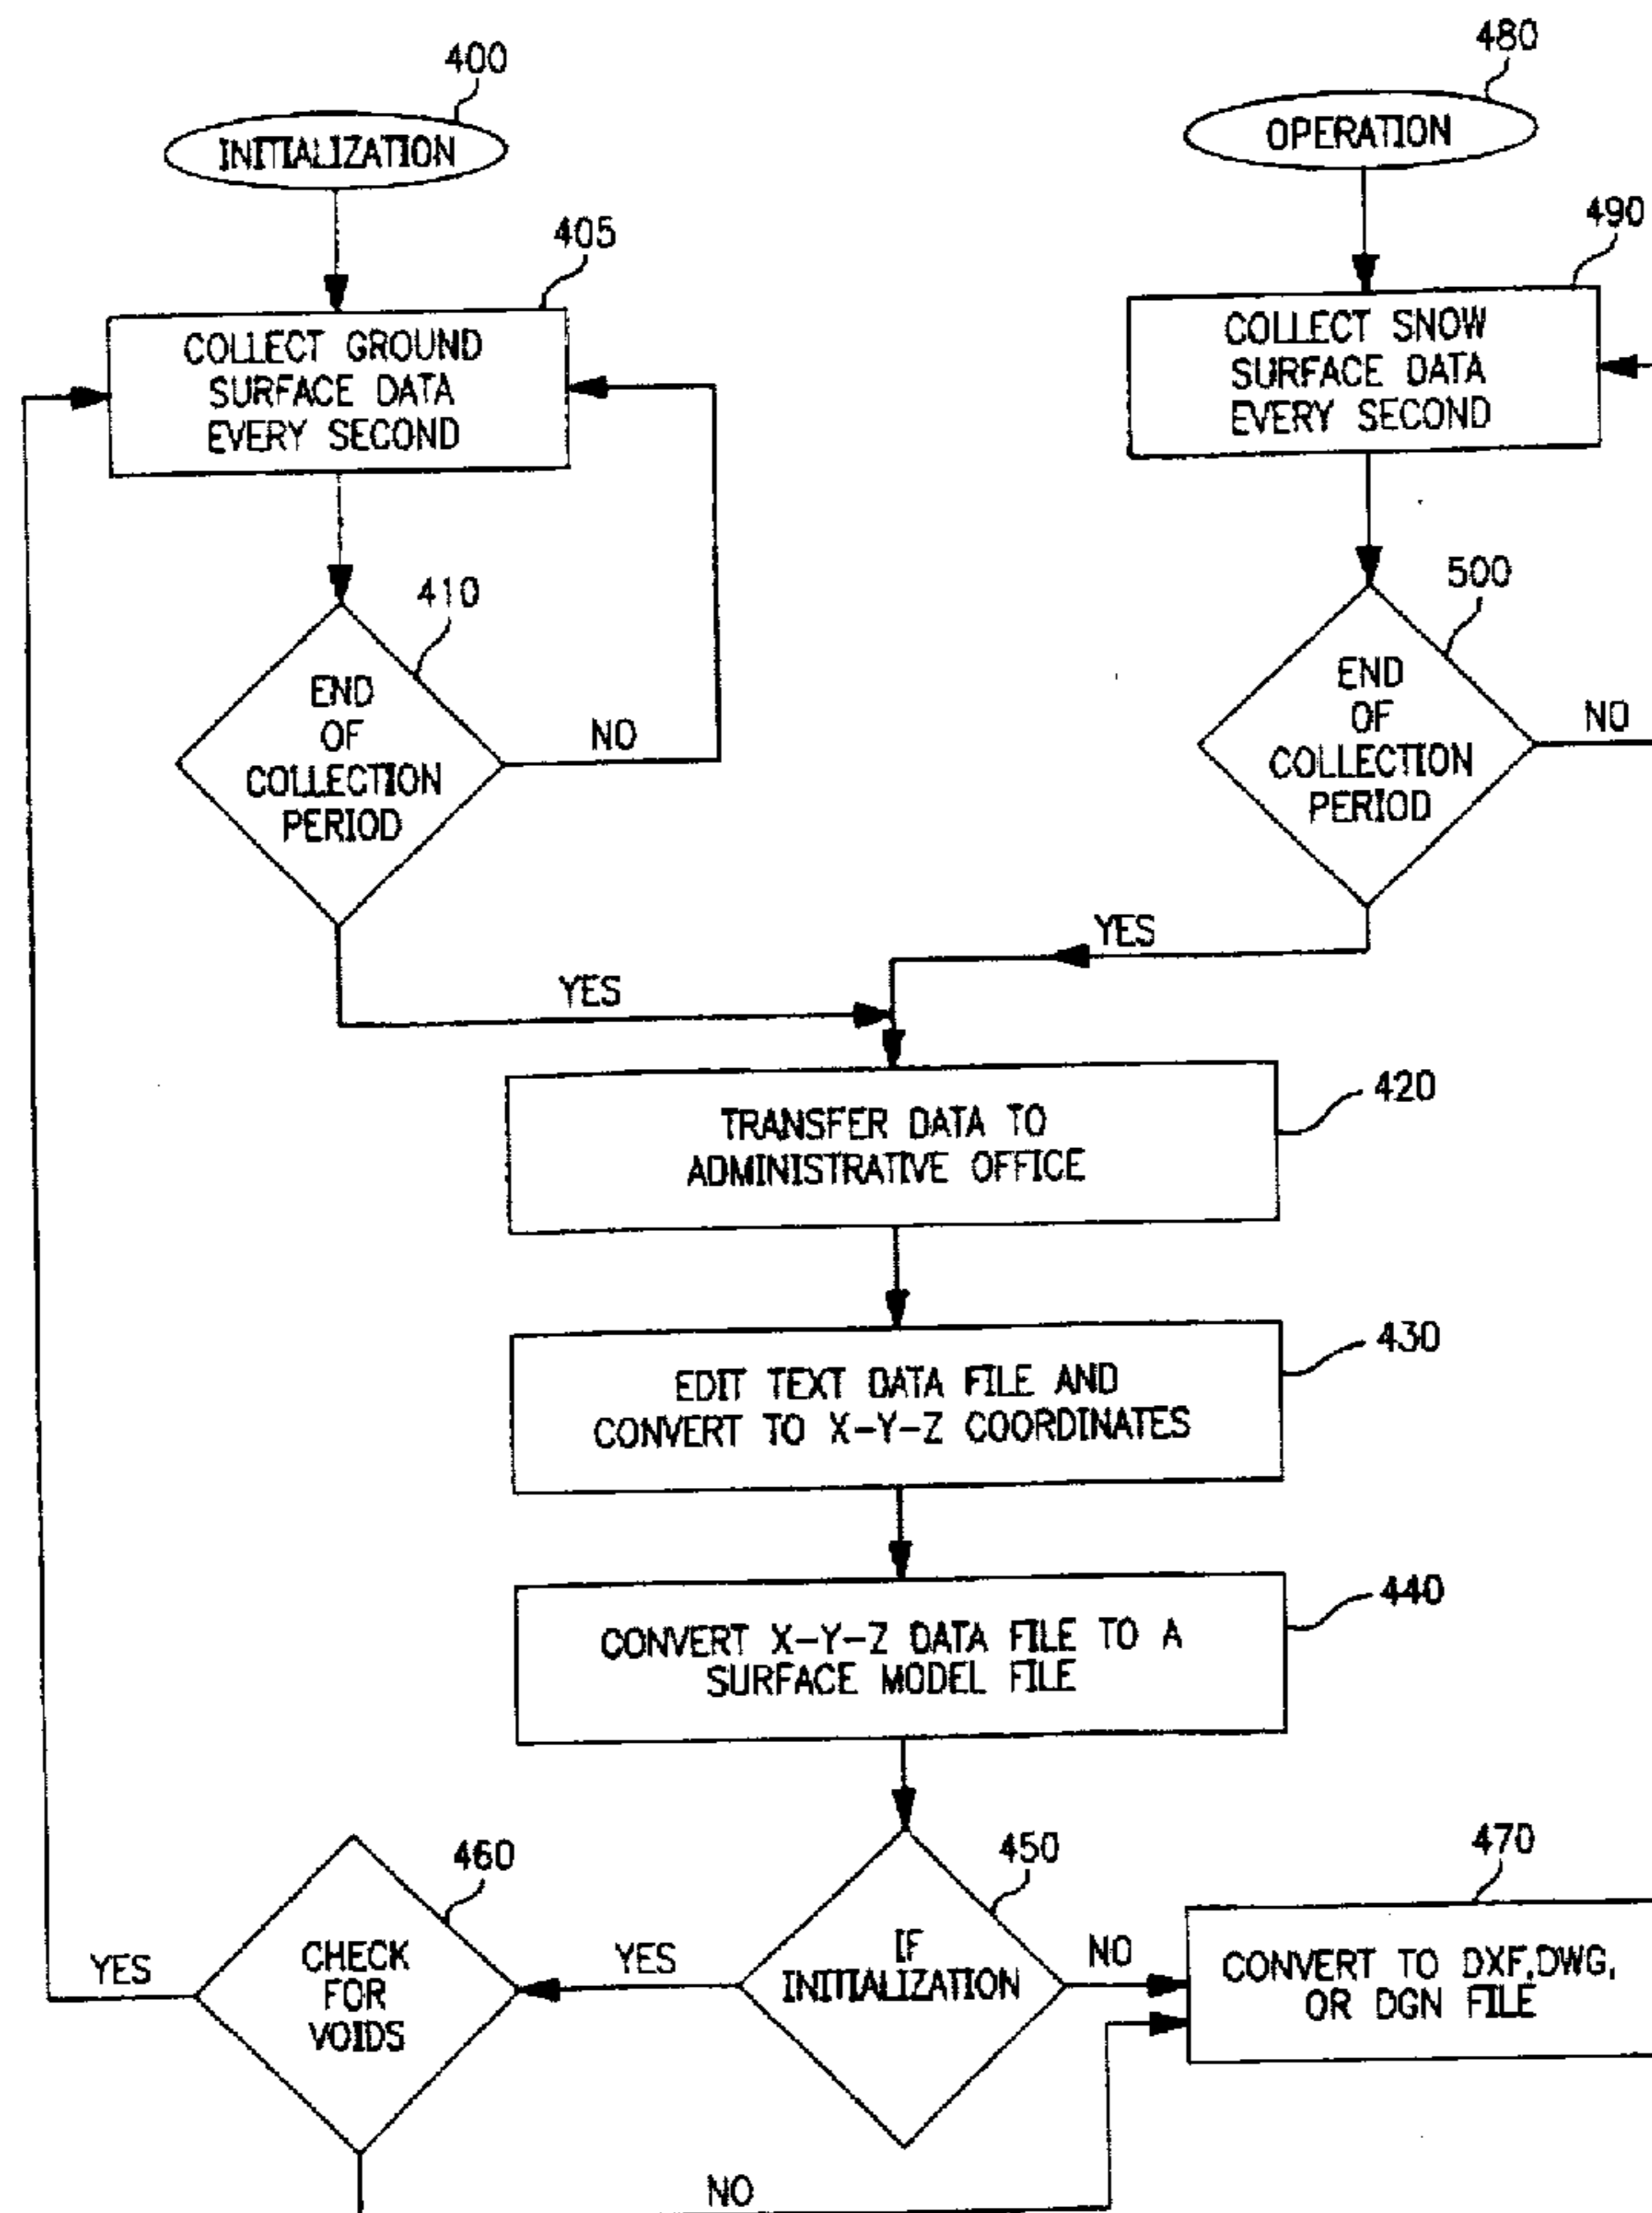 400
INITIALIZATION
405
COLLECT GROUND
SURFACE DATA
EVERY SECOND
410
END
OF
COLLECTION
PERIOD
NO
YES
480
OPERATION
490
COLLECT SNOW
SURFACE DATA
EVERY SECOND
500
END
OF
COLLECTION
PERIOD
NO
YES
420
TRANSFER DATA TO
ADMINISTRATIVE OFFICE
430
EDIT TEXT DATA FILE AND
CONVERT TO X-Y-Z COORDINATES
440
CONVERT X-Y-Z DATA FILE TO A
SURFACE MODEL FILE
450
IF
INITIALIZATION
YES
NO
460
CHECK
FOR
VOIDS
YES
NO
470
CONVERT TO DXF,DWG,
OR DGN FILE